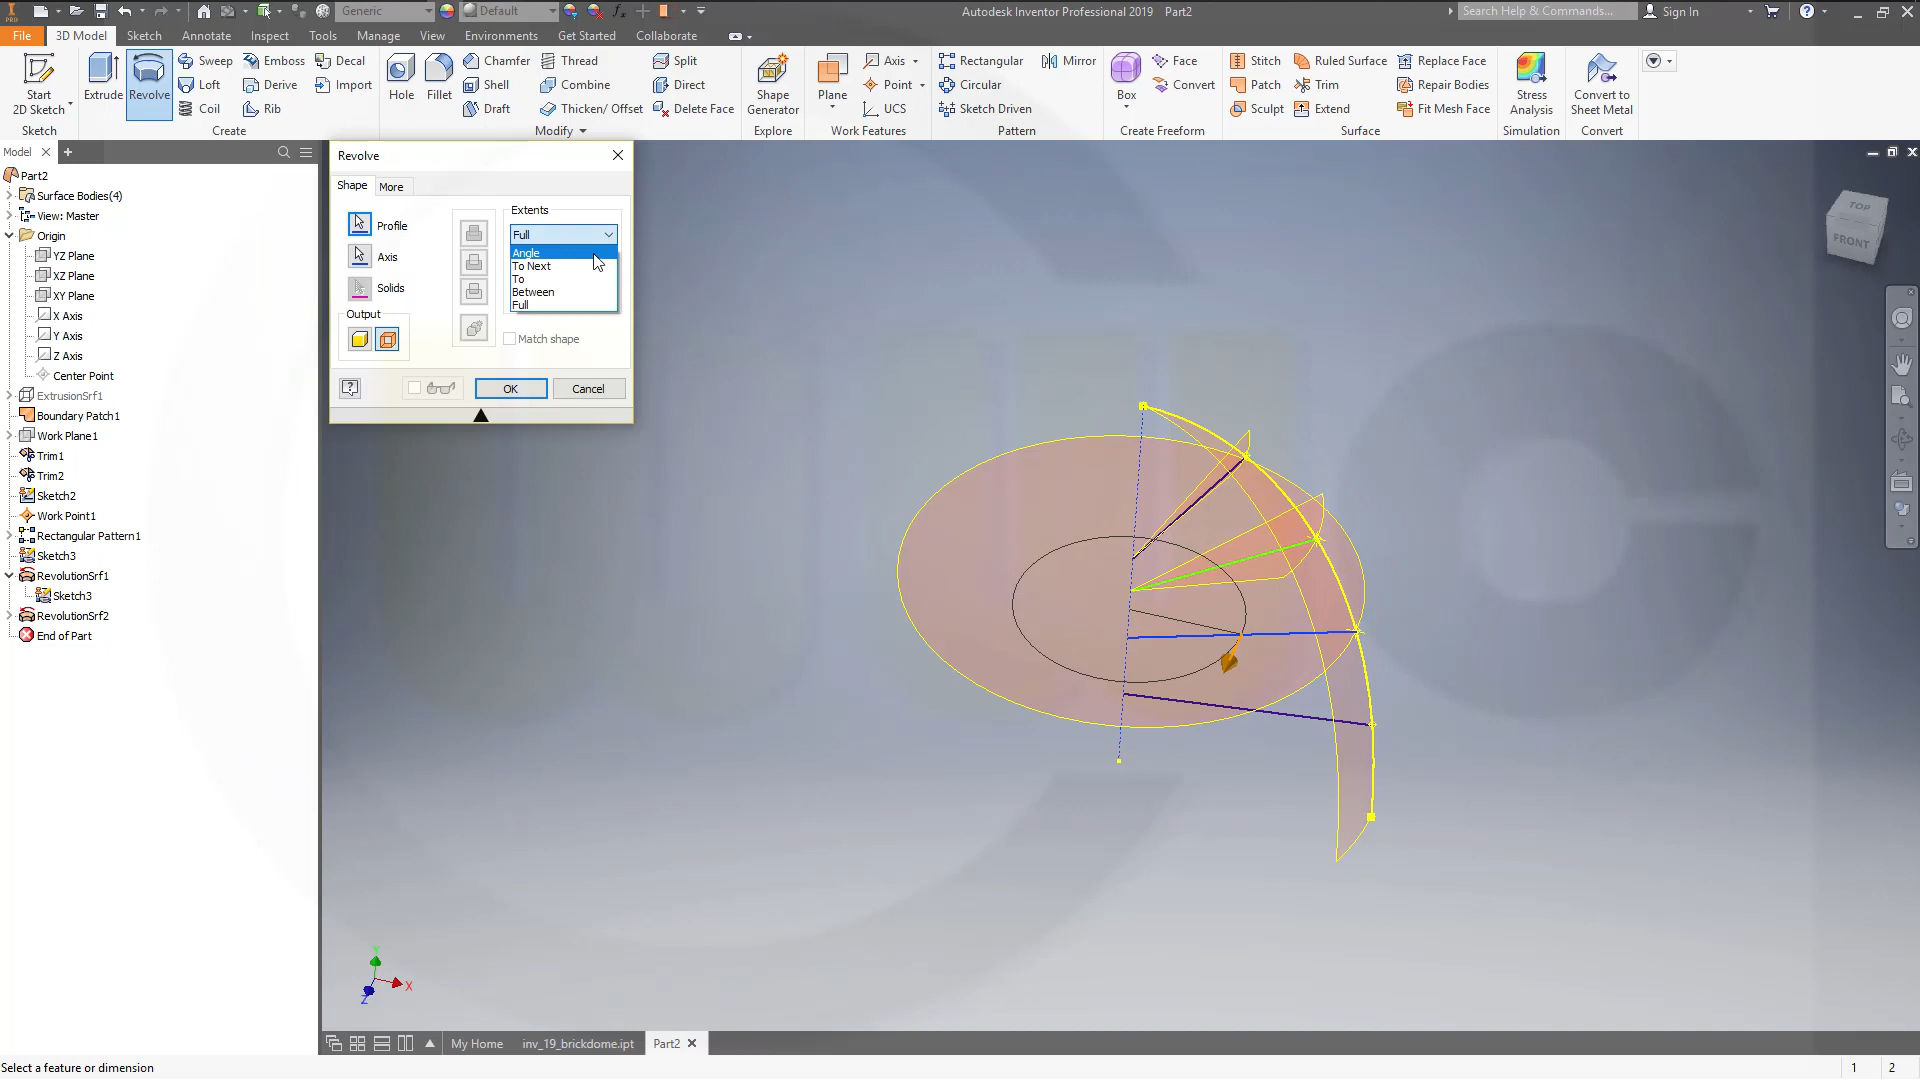 PRO
Generic
Default
Autodesk Inventor Professional 2019 Part2
Search Help & Commands...
Sign In
File
3D Model
Sketch
Annotate
Inspect
Tools
Manage
View
Environments
Get Started
Collaborate
Start
2D Sketch
Extrude
Revolve
Sweep
Loft
Coil
Emboss
Derive
Rib
Decal
Import
Hole
Fillet
Chamfer
Shell
Draft
Thread
Combine
Thicken/ Offset
Split
Direct
Delete Face
Shape
Generator
Plane
Axis
Point
UCS
Rectangular
Circular
Sketch Driven
Mirror
Box
Face
Convert
Stitch
Patch
Sculpt
Ruled Surface
Trim
Extend
Replace Face
Repair Bodies
Fit Mesh Face
Stress
Analysis
Convert to
Sheet Metal
Sketch
Create
Modify
Explore
Work Features
Pattern
Create Freeform
Surface
Simulation
Convert
Model
Part2
Surface Bodies(4)
View: Master
Origin
YZ Plane
XZ Plane
XY Plane
X Axis
Y Axis
Z Axis
Center Point
ExtrusionSrf1
Boundary Patch1
Work Plane1
Trim1
Trim2
Sketch2
Work Point1
Rectangular Pattern1
Sketch3
RevolutionSrf1
Sketch3
RevolutionSrf2
End of Part
Revolve
Shape
More
Profile
Axis
Solids
Output
Extents
Full
Angle
To Next
To
Between
Full
Match shape
OK
Cancel
TOP
FRONT
Y
X
Z
My Home
inv_19_brickdome.ipt
Part2
Select a feature or dimension
1
2